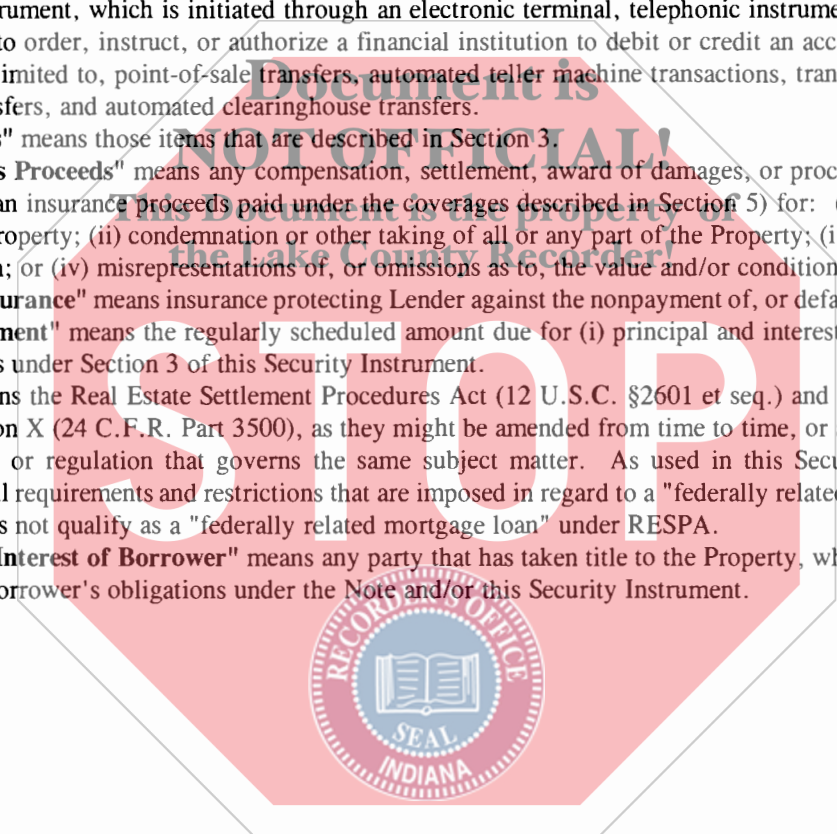 rument, which is initiated through an electronic terminal, telephonic instrume
to order, instruct, or authorize a financial institution to debit or credit an acc
imited to, point-of-sale transfers, automated teller machine transactions, tran
sfers, and automated clearinghouse transfers.
s" means those items that are described in Section 3.
s Proceeds" means any compensation, settlement, award of damages, or proc
an insurance proceeds paid under the coverages described in Section 5) for: (
roperty; (ii) condemnation or other taking of all or any part of the Property; (i
n; or (iv) misrepresentations of, or omissions as to, the value and/or condition
urance" means insurance protecting Lender against the nonpayment of, or defa
ment" means the regularly scheduled amount due for (i) principal and interest
s under Section 3 of this Security Instrument.
ns the Real Estate Settlement Procedures Act (12 U.S.C. §2601 et seq.) and
on X (24 C.F.R. Part 3500), as they might be amended from time to time, or
or regulation that governs the same subject matter. As used in this Secu
l requirements and restrictions that are imposed in regard to a "federally relate
s not qualify as a "federally related mortgage loan" under RESPA.
Interest of Borrower" means any party that has taken title to the Property, wh
orrower's obligations under the Note and/or this Security Instrument.
Document is
NOT OFFICIAL!
This Document is the property of
the Lake County Recorder!
STOP
RECORDER'S OFFICE
SEAL
INDIANA